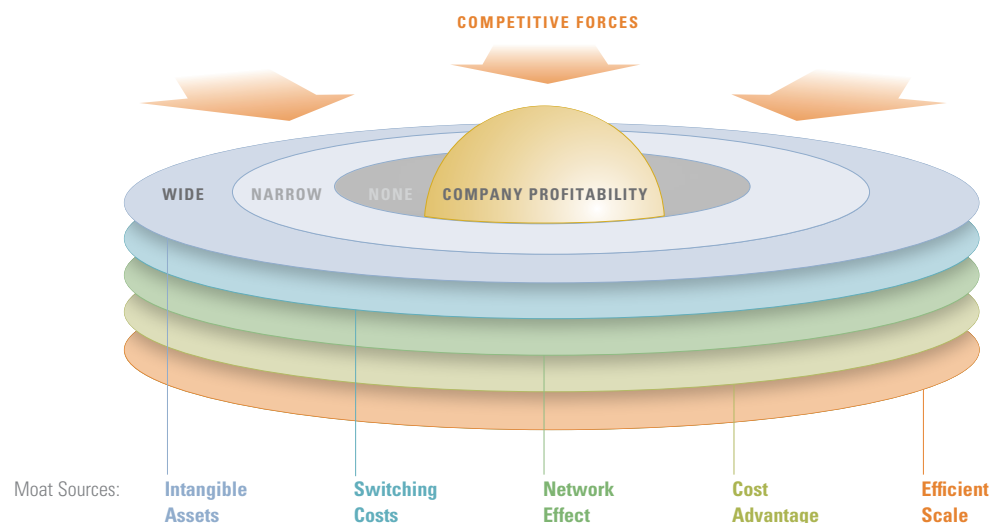 COMPETITIVE FORCES
WIDE
NARROW
NONE
COMPANY PROFITABILITY
Moat Sources:
Intangible
Assets
Switching
Costs
Network
Effect
Cost
Advantage
Efficient
Scale